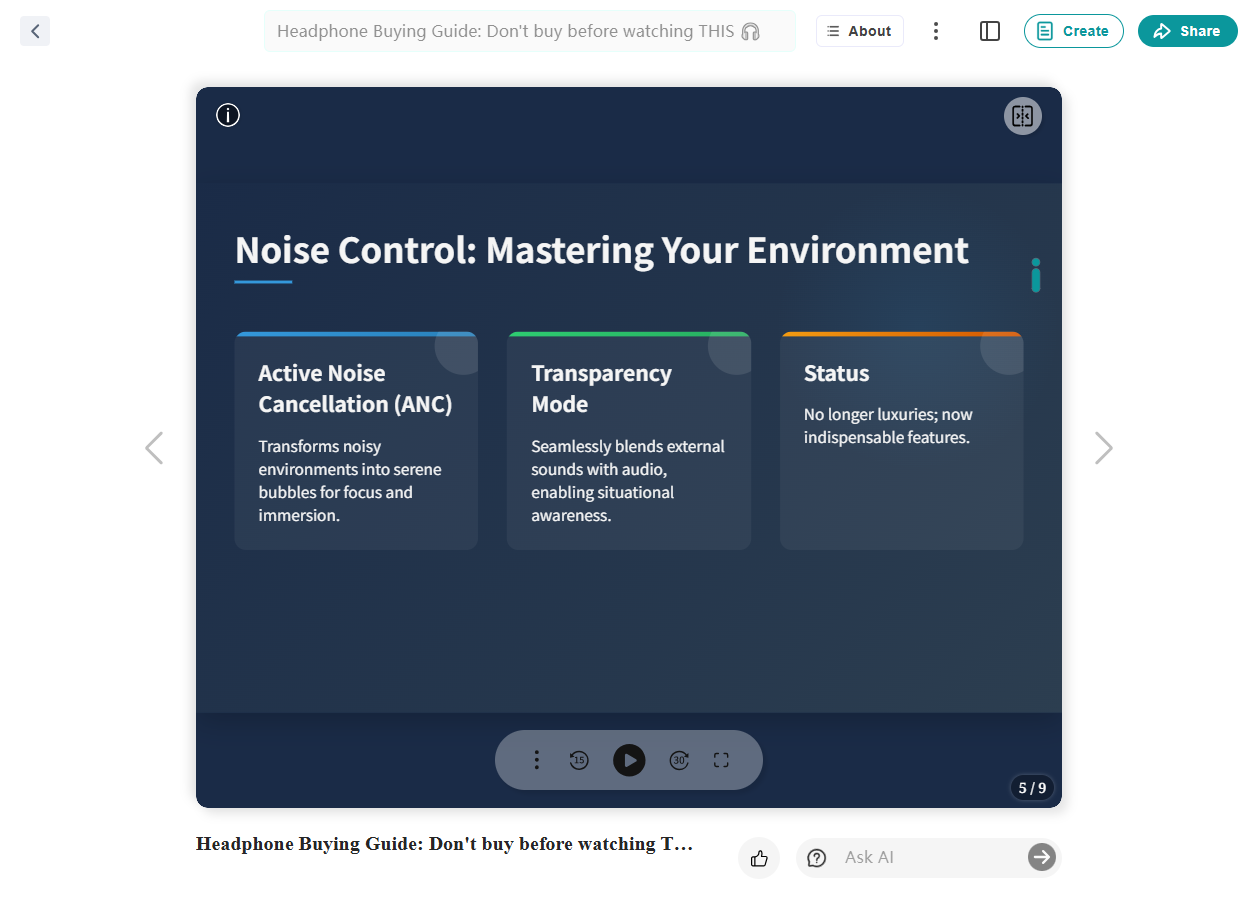 Headphone Buying Guide: Don't buy before watching THIS 🎧
About
Create
Share
Noise Control: Mastering Your Environment
Active Noise
Cancellation (ANC)
Transforms noisy
environments into serene
bubbles for focus and
immersion.
Transparency
Mode
Seamlessly blends external
sounds with audio,
enabling situational
awareness.
Status
No longer luxuries; now
indispensable features.
15
30
5 / 9
Headphone Buying Guide: Don't buy before watching T...
Ask AI